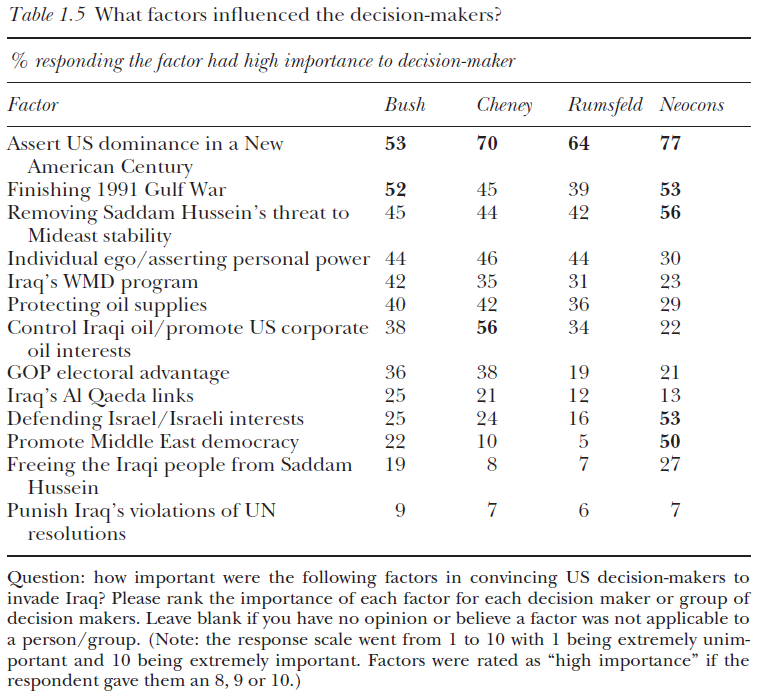 Table 1.5 What factors influenced the decision-makers?
% responding the factor had high importance to decision-maker
Factor Bush Cheney Rumsfeld Neocons
Assert US dominance in a New 53 70 64 77
American Century
Finishing 1991 Gulf War 52 45 39 53
Removing Saddam Hussein’s threat to 45 44 42 56
Mideast stability
Individual ego/asserting personal power 44 46 44 30
Iraq’s WMD program 42 35 31 23
Protecting oil supplies 40 42 36 29
Control Iraqi oil/promote US corporate 38 56 34 22
oil interests
GOP electoral advantage 36 38 19 21
Iraq’s Al Qaeda links 25 21 12 13
Defending Israel/Israeli interests 25 24 16 53
Promote Middle East democracy 22 10 5 50
Freeing the Iraqi people from Saddam 19 8 7 27
Hussein
Punish Iraq’s violations of UN 9 7 6 7
resolutions
Question: how important were the following factors in convincing US decision-makers to
invade Iraq? Please rank the importance of each factor for each decision maker or group of
decision makers. Leave blank if you have no opinion or believe a factor was not applicable to
a person/group. (Note: the response scale went from 1 to 10 with 1 being extremely unim-
portant and 10 being extremely important. Factors were rated as “high importance” if the
respondent gave them an 8, 9 or 10.)